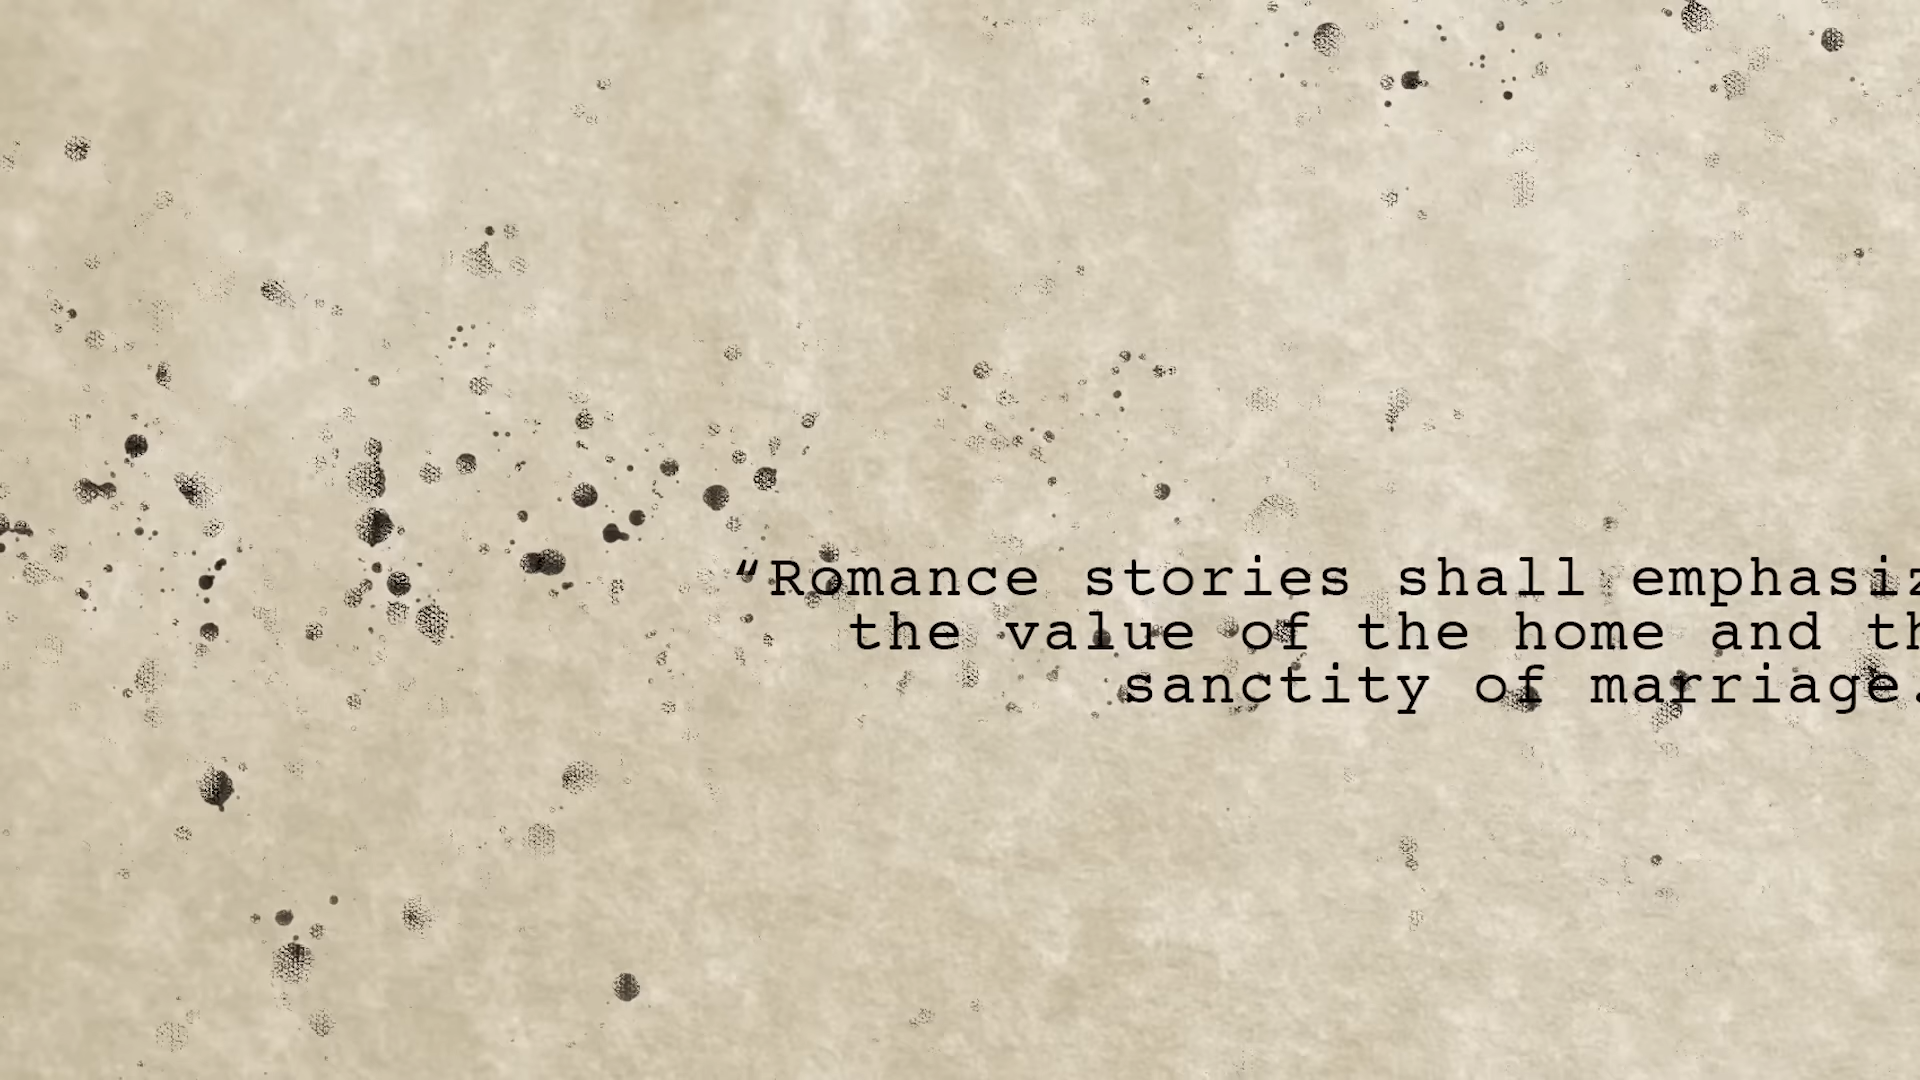 “Romance stories shall emphasiz
the value of the home and th
sanctity of marriage.